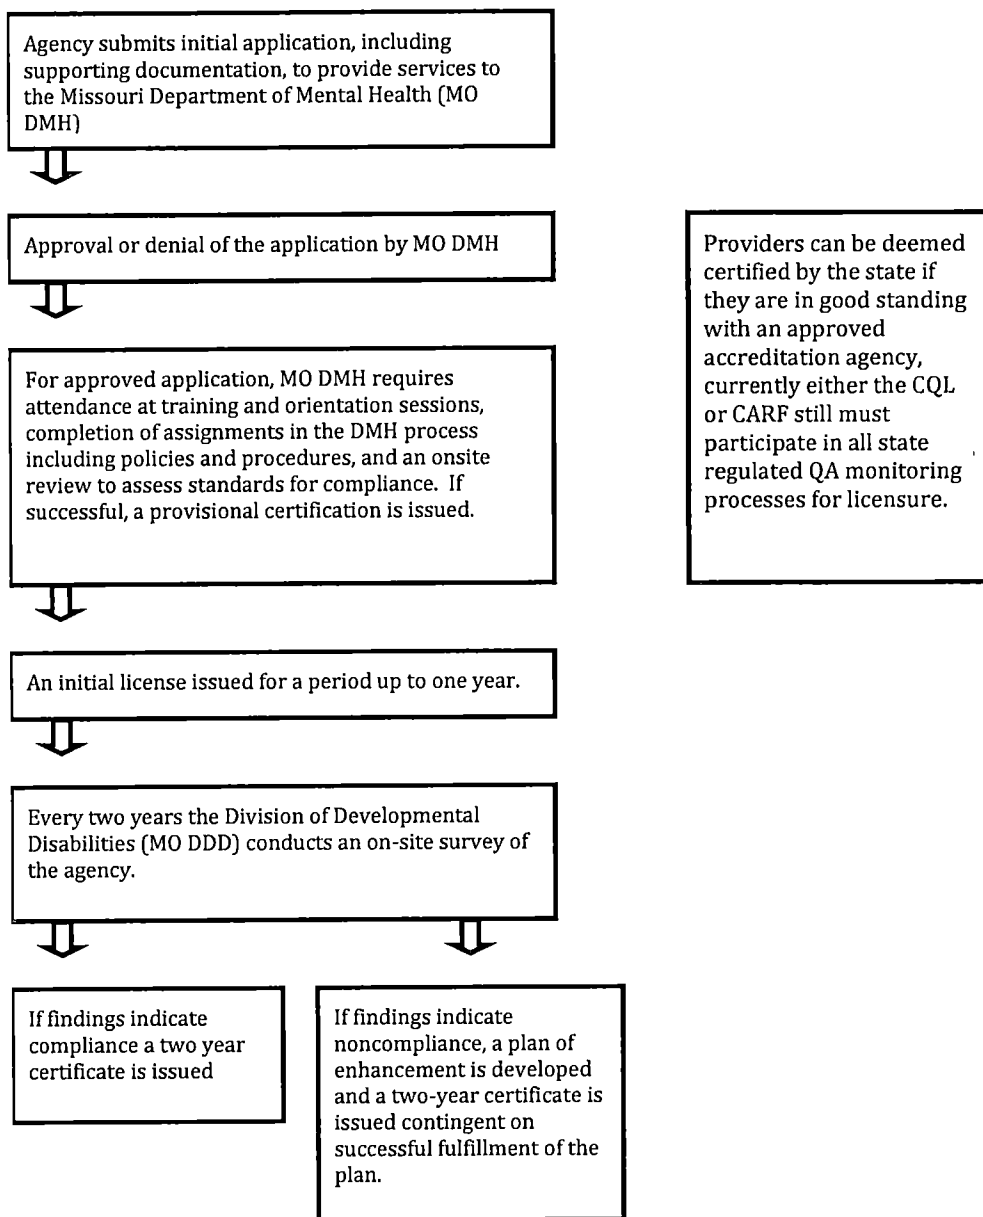 Agency submits initial application, including
supporting documentation, to provide services to
the Missouri Department of Mental Health (MO
DMH)
Approval or denial of the application by MO DMH
For approved application, MO DMH requires
attendance at training and orientation sessions,
completion of assignments in the DMH process
including policies and procedures, and an onsite
review to assess standards for compliance. If
successful, a provisional certification is issued.
Providers can be deemed
certified by the state if
they are in good standing
with an approved
accreditation agency,
currently either the CQL
or CARF still must
participate in all state
regulated QA monitoring
processes for licensure.
An initial license issued for a period up to one year.
Every two years the Division of Developmental
Disabilities (MO DDD) conducts an on-site survey of
the agency.
If findings indicate
compliance a two year
certificate is issued
If findings indicate
noncompliance, a plan of
enhancement is developed
and a two-year certificate is
issued contingent on
successful fulfillment of the
plan.